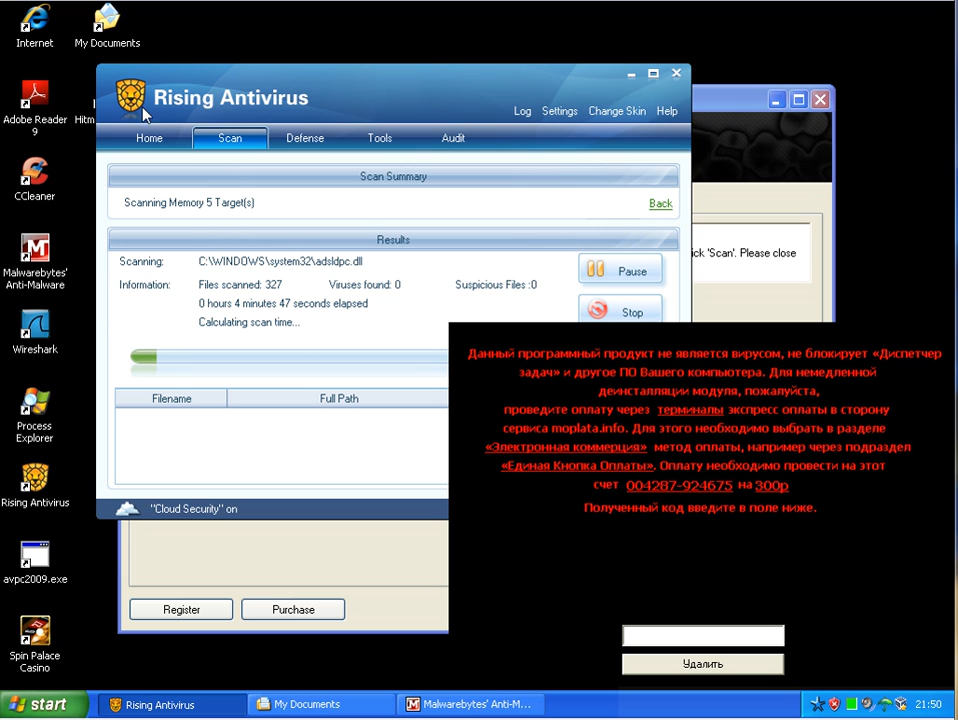 Internet
My Documents
Adobe Reader
9
Hitm
CCleaner
Malwarebytes'
Anti-Malware
Wireshark
Process
Explorer
Rising Antivirus
avpc2009.exe
Spin Palace
Casino
Rising Antivirus
Log Settings Change Skin Help
Home Scan Defense Tools Audit
Scan Summary
Scanning Memory 5 Target(s) Back
Results
Scanning: C:\WINDOWS\system32\adsldpc.dll
Pause
Information: Files scanned: 327 Viruses found: 0 Suspicious Files :0
0 hours 4 minutes 47 seconds elapsed
Stop
Calculating scan time...
Filename Full Path
"Cloud Security" on
ick 'Scan'. Please close
Register Purchase
Данный программный продукт не является вирусом, не блокирует «Диспетчер
задач» и другое ПО Вашего компьютера. Для немедленной
деинсталляции модуля, пожалуйста,
проведите оплату через терминалы экспресс оплаты в сторону
сервиса moplata.info. Для этого необходимо выбрать в разделе
«Электронная коммерция» метод оплаты, например через подраздел
«Единая Кнопка Оплаты». Оплату необходимо провести на этот
счет 004287-924675 на 300р
Полученный код введите в поле ниже.
Удалить
start Rising Antivirus My Documents Malwarebytes' Anti-M... 21:50